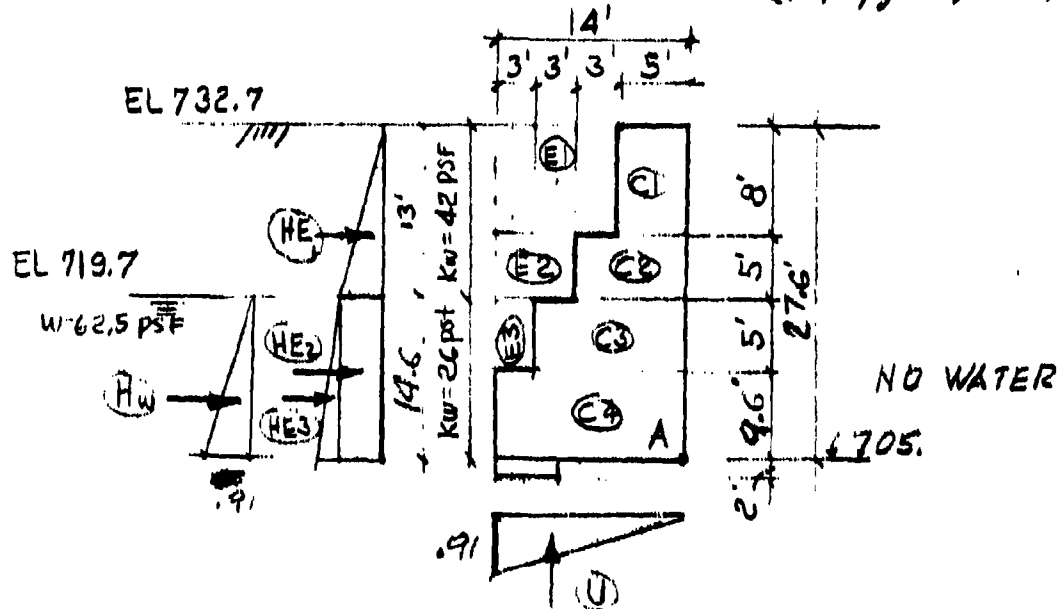 14'
3' 3' 3' 5'
EL 732.7
E1
C1
8'
HE
13'
KW=42 PSF
E2
C2
5'
27.6'
EL 719.7
W=62.5 PSF
HE2
14.6'
KW=26 PSF
E3
C3
5'
NO WATER
HW
HE3
C4
A
9.6'
705.
2'
.91
.91
U